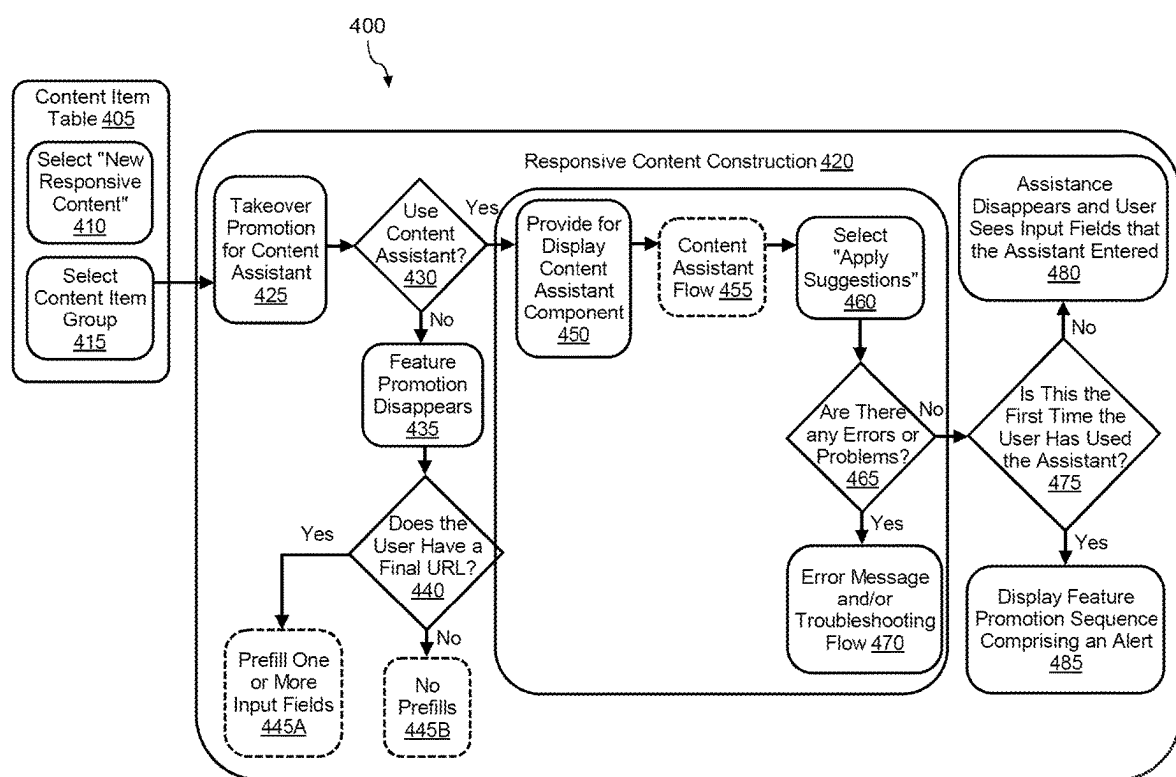 400
Content Item
Table 405
Select "New
Responsive
Content"
410
Select
Content Item
Group
415
Responsive Content Construction 420
Takeover
Promotion
for Content
Assistant
425
Use
Content
Assistant?
430
Yes
No
Feature
Promotion
Disappears
435
Does the
User Have a
Final URL?
440
Yes
No
Prefill One
or More
Input Fields
445A
No
Prefills
445B
Provide for
Display
Content
Assistant
Component
450
Content
Assistant
Flow 455
Select
"Apply
Suggestions"
460
Are There
any Errors or
Problems?
465
No
Yes
Error Message
and/or
Troubleshooting
Flow 470
Assistance
Disappears and User
Sees Input Fields that
the Assistant Entered
480
No
Is This the
First Time the
User Has Used
the Assistant?
475
Yes
Display Feature
Promotion Sequence
Comprising an Alert
485